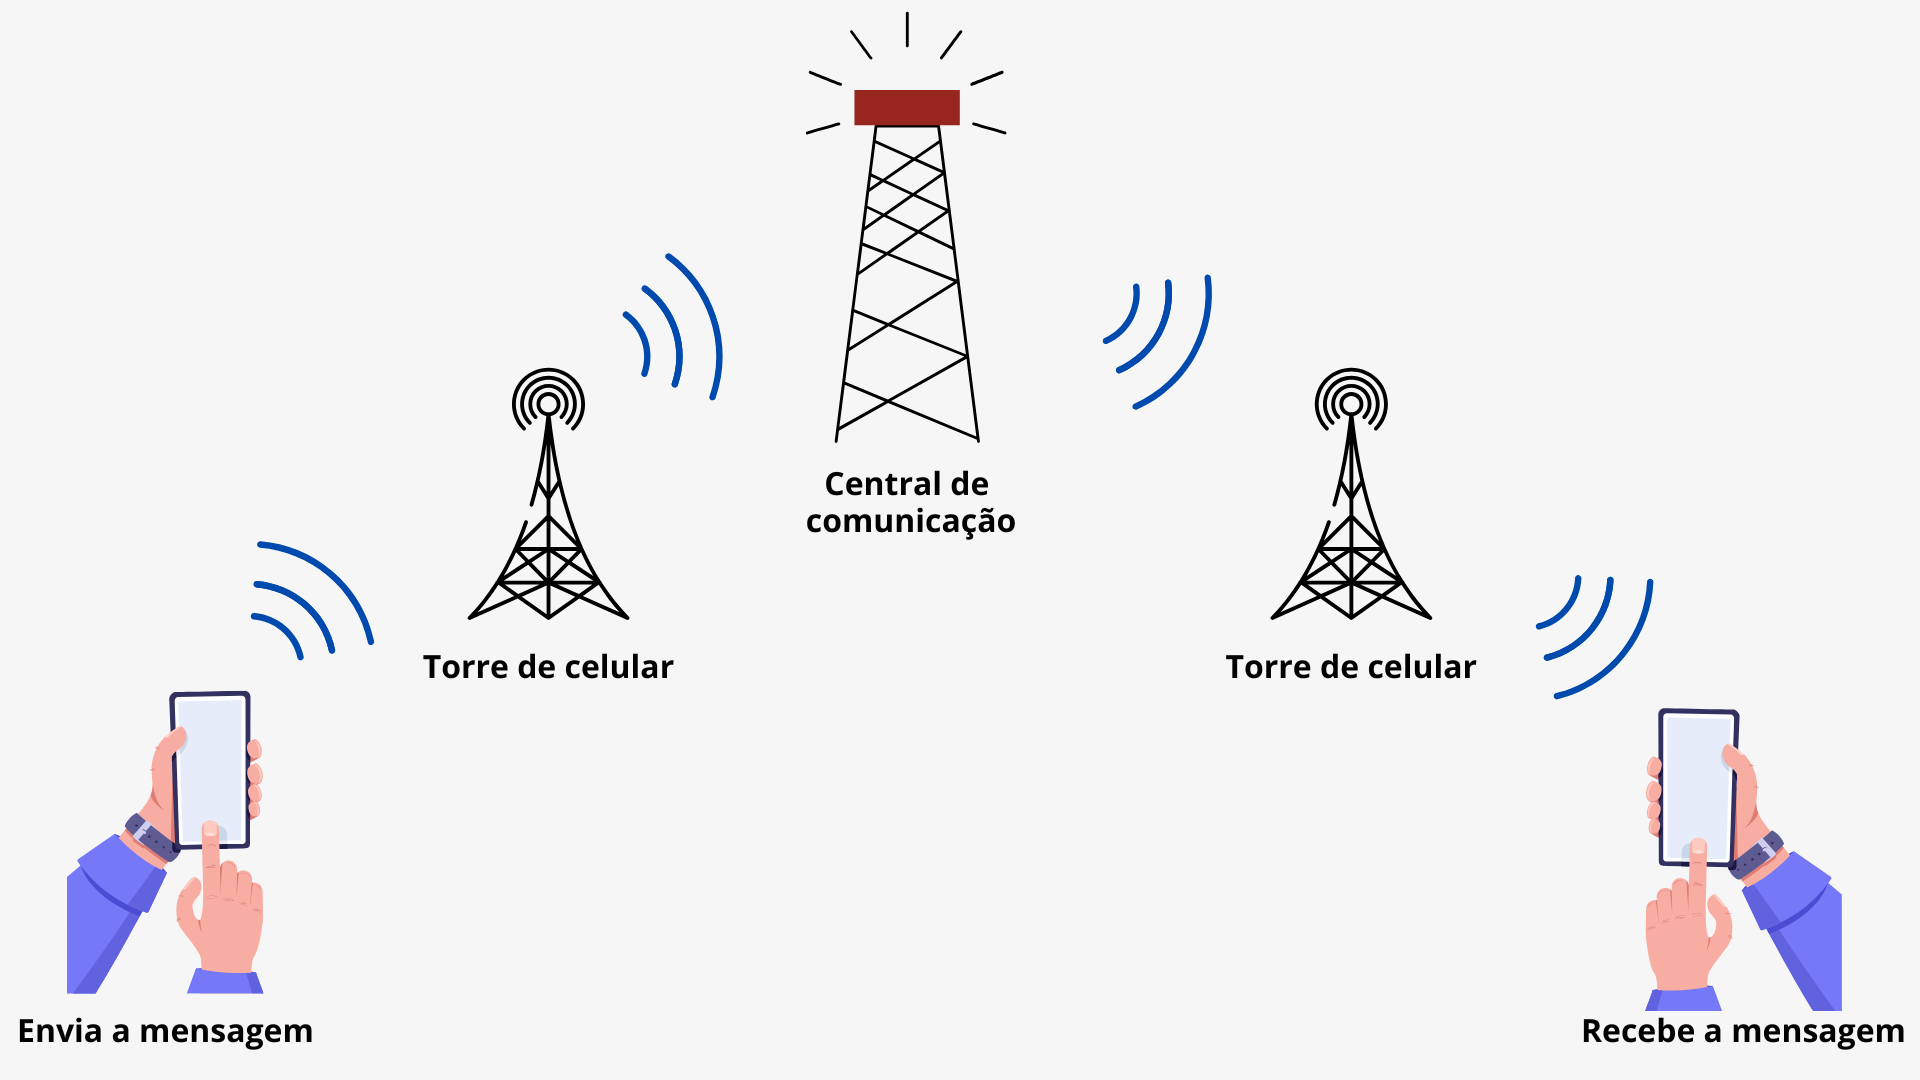 Central de
comunicação
Torre de celular
Torre de celular
Envia a mensagem
Recebe a mensagem